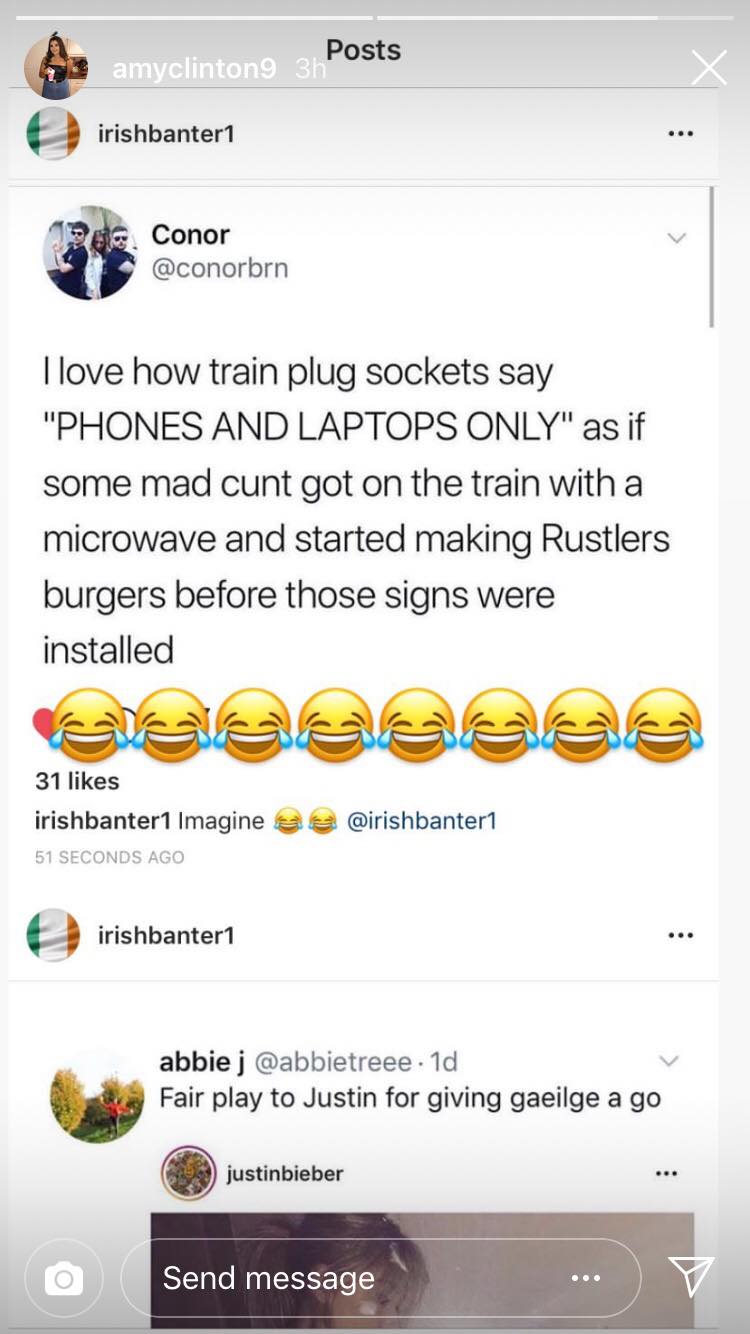 Posts
amyclinton9 3h
irishbanter1
Conor
@conorbrn
I love how train plug sockets say
"PHONES AND LAPTOPS ONLY" as if
some mad cunt got on the train with a
microwave and started making Rustlers
burgers before those signs were
installed
31 likes
irishbanter1 Imagine 😂😂 @irishbanter1
51 SECONDS AGO
irishbanter1
abbie j @abbietreee · 1d
Fair play to Justin for giving gaeilge a go
justinbieber
Send message